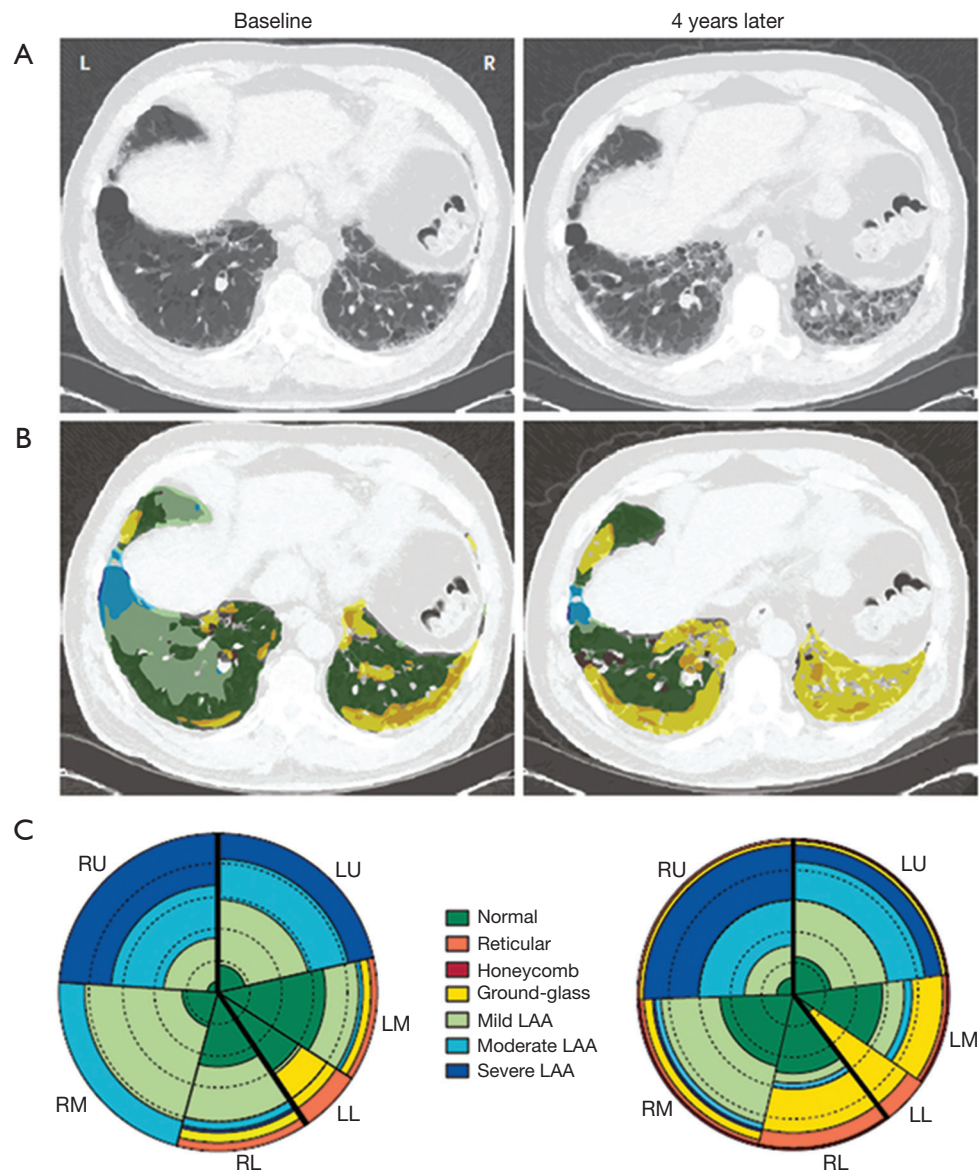 Baseline
4 years later
A
L
R
B
C
RU
LU
LM
LL
RL
RM
Normal
Reticular
Honeycomb
Ground-glass
Mild LAA
Moderate LAA
Severe LAA
RU
LU
LM
LL
RL
RM